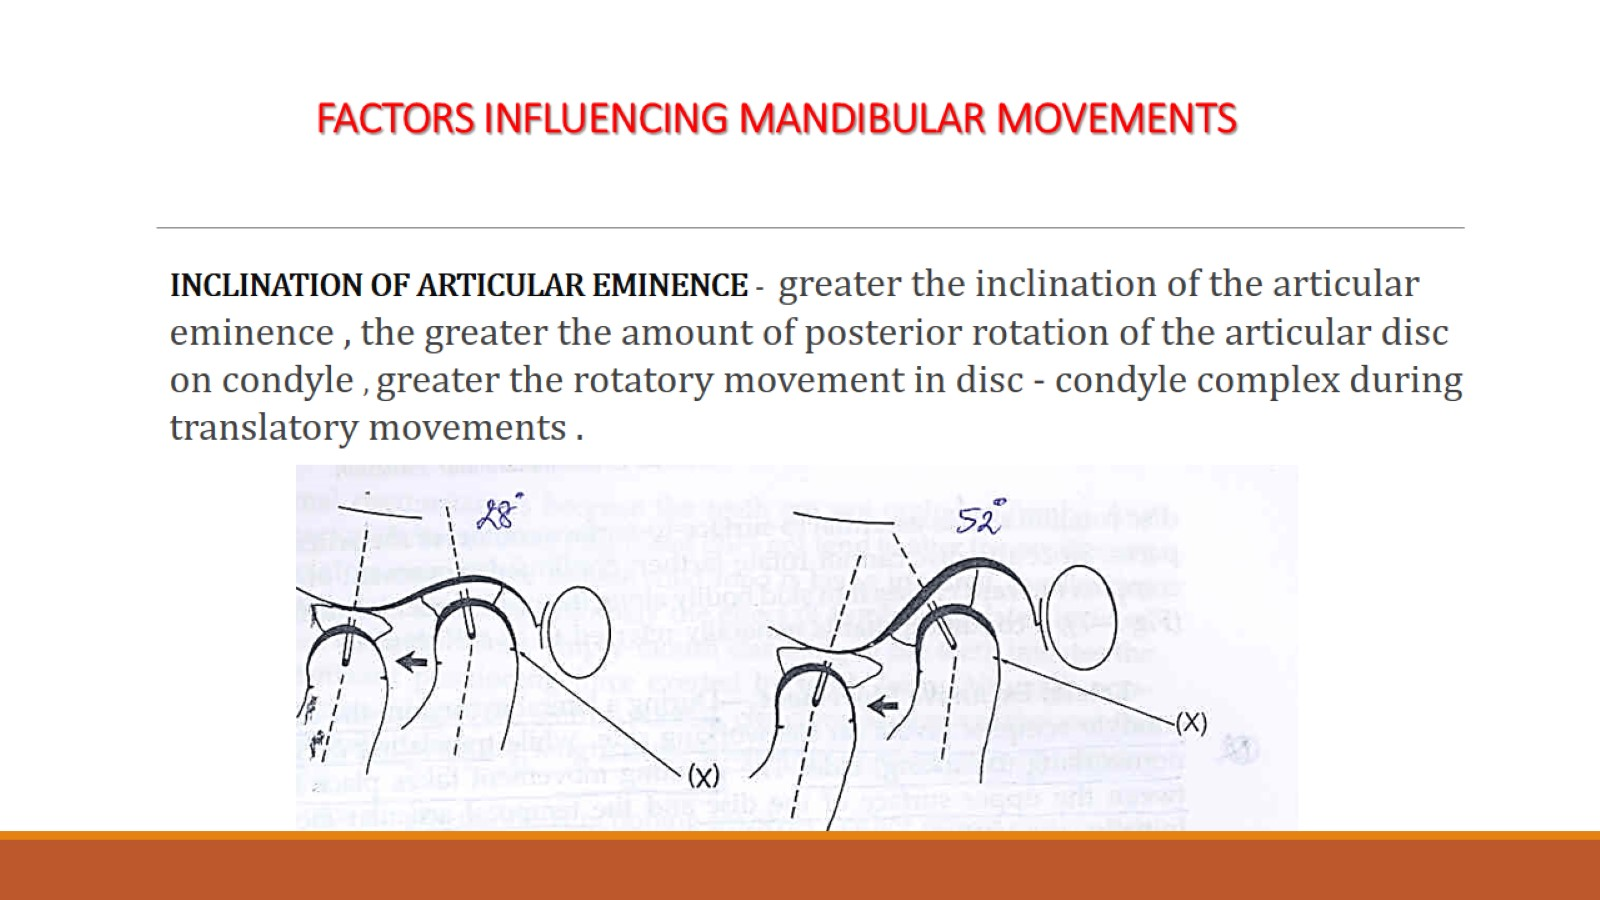 FACTORS INFLUENCING MANDIBULAR MOVEMENTS
INCLINATION OF ARTICULAR EMINENCE - greater the inclination of the articular
eminence , the greater the amount of posterior rotation of the articular disc
on condyle , greater the rotatory movement in disc - condyle complex during
translatory movements .
28°
52°
(X)
(X)